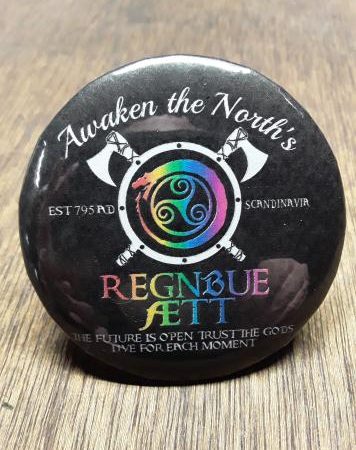 Awaken the North's
EST 795 AD
SCANDINAVIA
REGNBUE
ÆTT
THE FUTURE IS OPEN TRUST THE GODS
LIVE FOR EACH MOMENT